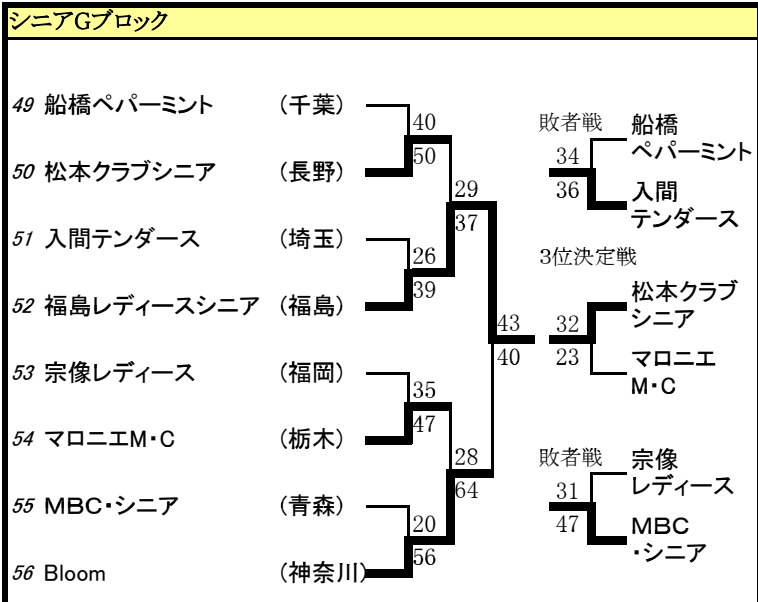 シニアGブロック
49 船橋ペパーミント (千葉)
40
50
50 松本クラブシニア (長野)
29
37
51 入間テンダース (埼玉)
26
39
52 福島レディースシニア (福島)
43
40
53 宗像レディース (福岡)
35
47
54 マロニエM・C (栃木)
28
64
55 MBC・シニア (青森)
20
56
56 Bloom (神奈川)
敗者戦
34
36
船橋
ペパーミント
入間
テンダース
3位決定戦
32
23
松本クラブ
シニア
マロニエ
M・C
敗者戦
31
47
宗像
レディース
MBC
・シニア